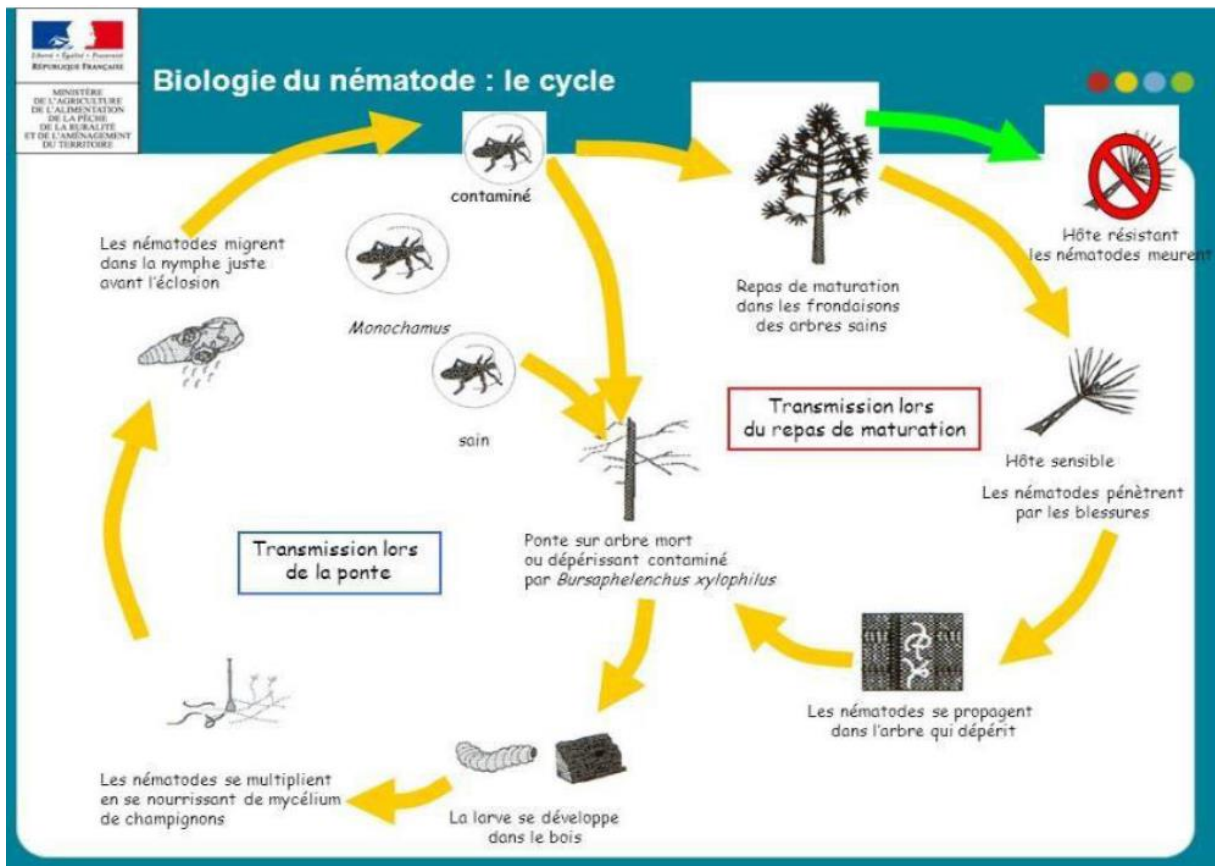 Liberté • Égalité • Fraternité
RÉPUBLIQUE FRANÇAISE
MINISTÈRE
DE L'AGRICULTURE
DE L'ALIMENTATION
DE LA PÊCHE
DE LA RURALITÉ
ET DE L'AMÉNAGEMENT
DU TERRITOIRE
Biologie du nématode : le cycle
contaminé
Les nématodes migrent
dans la nymphe juste
avant l'éclosion
Monochamus
sain
Repas de maturation
dans les frondaisons
des arbres sains
Hôte résistant
les nématodes meurent
Transmission lors
du repas de maturation
Hôte sensible
Les nématodes pénètrent
par les blessures
Transmission lors
de la ponte
Ponte sur arbre mort
ou dépérissant contaminé
par Bursaphelenchus xylophilus
Les nématodes se propagent
dans l'arbre qui dépérit
La larve se développe
dans le bois
Les nématodes se multiplient
en se nourrissant de mycélium
de champignons